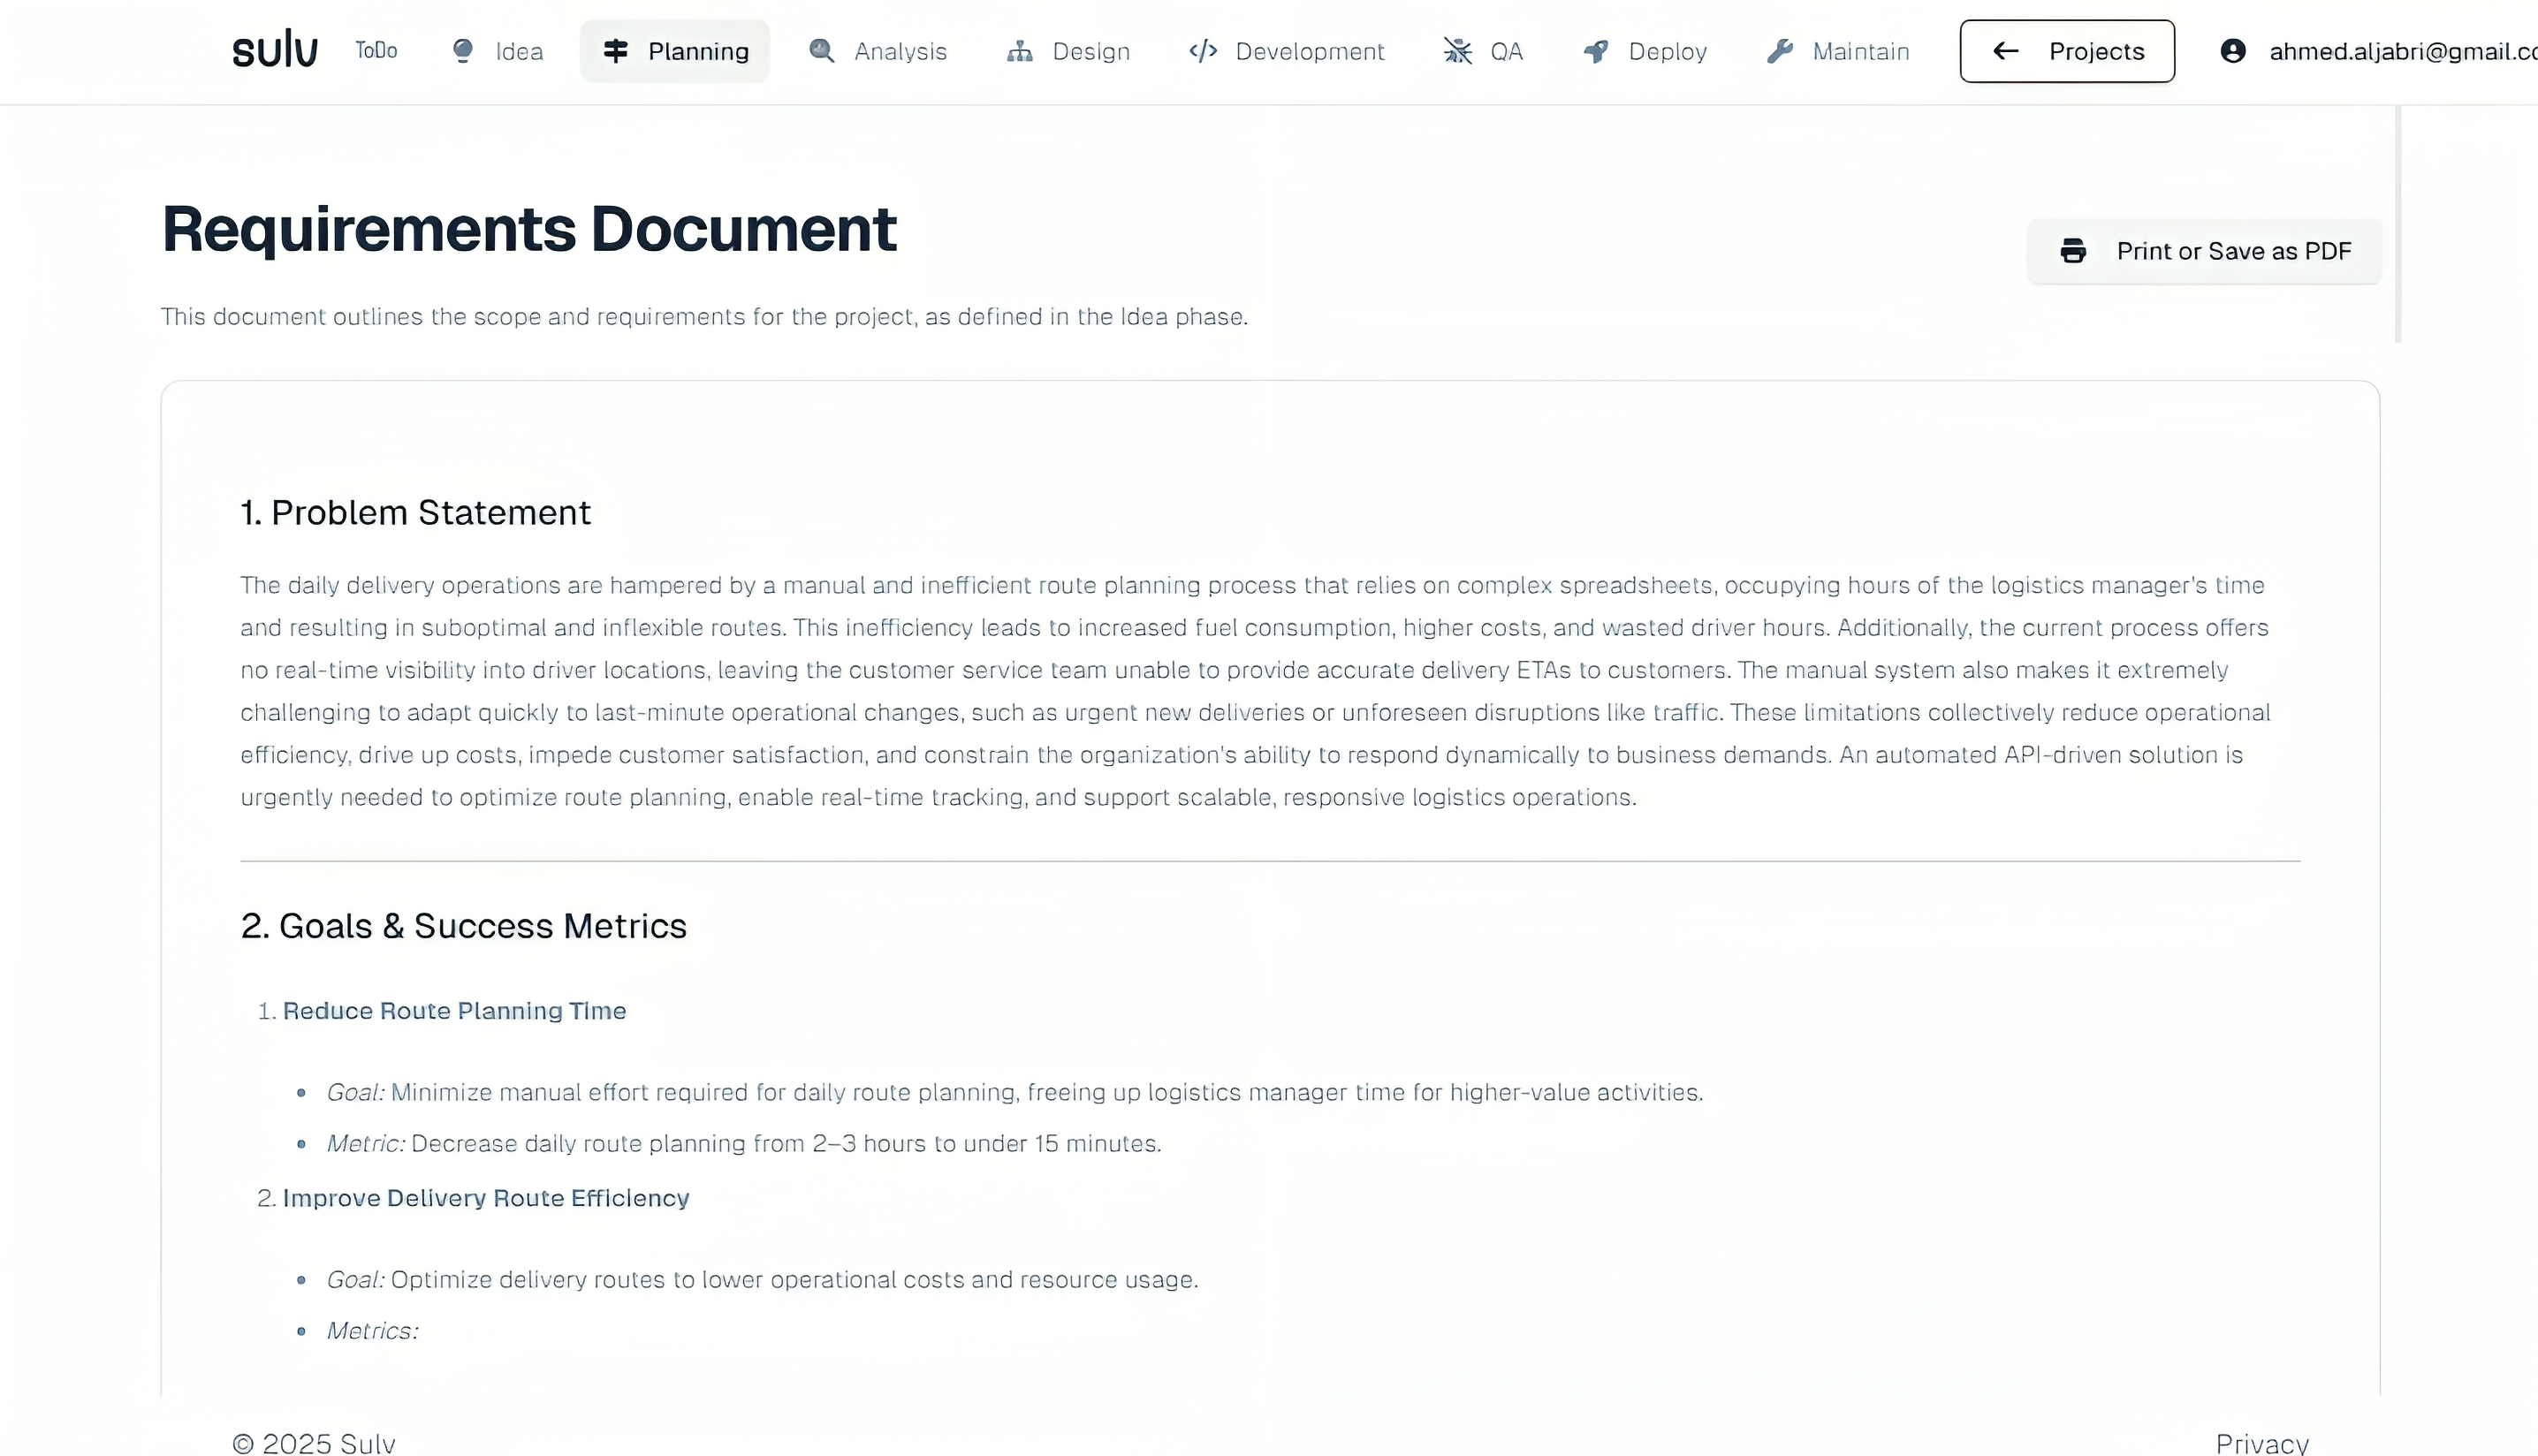 sulv ToDo Idea Planning Analysis Design Development QA Deploy Maintain Projects ahmed.aljabri@gmail.co
Requirements Document
Print or Save as PDF
This document outlines the scope and requirements for the project, as defined in the Idea phase.
1. Problem Statement
The daily delivery operations are hampered by a manual and inefficient route planning process that relies on complex spreadsheets, occupying hours of the logistics manager's time
and resulting in suboptimal and inflexible routes. This inefficiency leads to increased fuel consumption, higher costs, and wasted driver hours. Additionally, the current process offers
no real-time visibility into driver locations, leaving the customer service team unable to provide accurate delivery ETAs to customers. The manual system also makes it extremely
challenging to adapt quickly to last-minute operational changes, such as urgent new deliveries or unforeseen disruptions like traffic. These limitations collectively reduce operational
efficiency, drive up costs, impede customer satisfaction, and constrain the organization's ability to respond dynamically to business demands. An automated API-driven solution is
urgently needed to optimize route planning, enable real-time tracking, and support scalable, responsive logistics operations.
2. Goals & Success Metrics
1. Reduce Route Planning Time
• Goal: Minimize manual effort required for daily route planning, freeing up logistics manager time for higher-value activities.
• Metric: Decrease daily route planning from 2–3 hours to under 15 minutes.
2. Improve Delivery Route Efficiency
• Goal: Optimize delivery routes to lower operational costs and resource usage.
• Metrics:
© 2025 Sulv Privacy